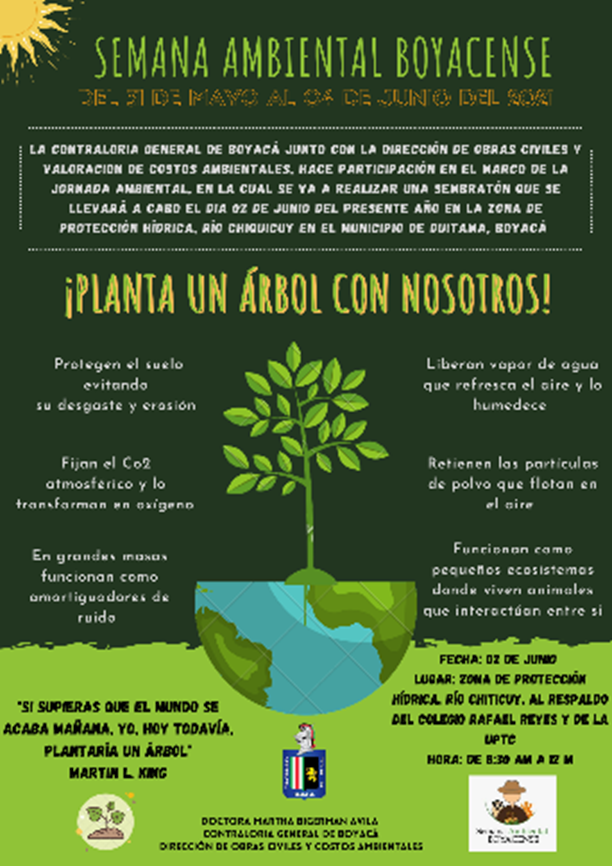 SEMANA AMBIENTAL BOYACENSE
DEL 31 DE MAYO AL 04 DE JUNIO DEL 2021
LA CONTRALORIA GENERAL DE BOYACÁ JUNTO CON LA DIRECCIÓN DE OBRAS CIVILES Y
VALORACION DE COSTOS AMBIENTALES, HACE PARTICIPACIÓN EN EL MARCO DE LA
JORNADA AMBIENTAL, EN LA CUAL SE VA A REALIZAR UNA SEMBRATÓN QUE SE
LLEVARÁ A CABO EL DIA 02 DE JUNIO DEL PRESENTE AÑO EN LA ZONA DE
PROTECCIÓN HÍDRICA, RÍO CHIQUICUY EN EL MUNICIPIO DE DUITAMA, BOYACÁ
¡PLANTA UN ÁRBOL CON NOSOTROS!
Protegen el suelo
evitando
su desgaste y erosión
Fijan el Co2
atmosférico y lo
transforman en oxígeno
En grandes masas
funcionan como
amortiguadores de
ruido
Liberan vapor de agua
que refresca el aire y lo
humedece
Retienen las partículas
de polvo que flotan en
el aire
Funcionan como
pequeños ecosistemas
donde viven animales
que interactúan entre si
"SI SUPIERAS QUE EL MUNDO SE
ACABA MAÑANA, YO, HOY TODAVÍA,
PLANTARÍA UN ÁRBOL"
MARTIN L. KING
FECHA: 02 DE JUNIO
LUGAR: ZONA DE PROTECCIÓN
HÍDRICA, RÍO CHITICUY, AL RESPALDO
DEL COLEGIO RAFAEL REYES Y DE LA
UPTC
HORA: DE 8:30 AM A 12 M
DOCTORA MARTHA BIGERMAN AVILA
CONTRALORIA GENERAL DE BOYACÁ
DIRECCIÓN DE OBRAS CIVILES Y COSTOS AMBIENTALES
Semana Ambiental
BOYACENSE